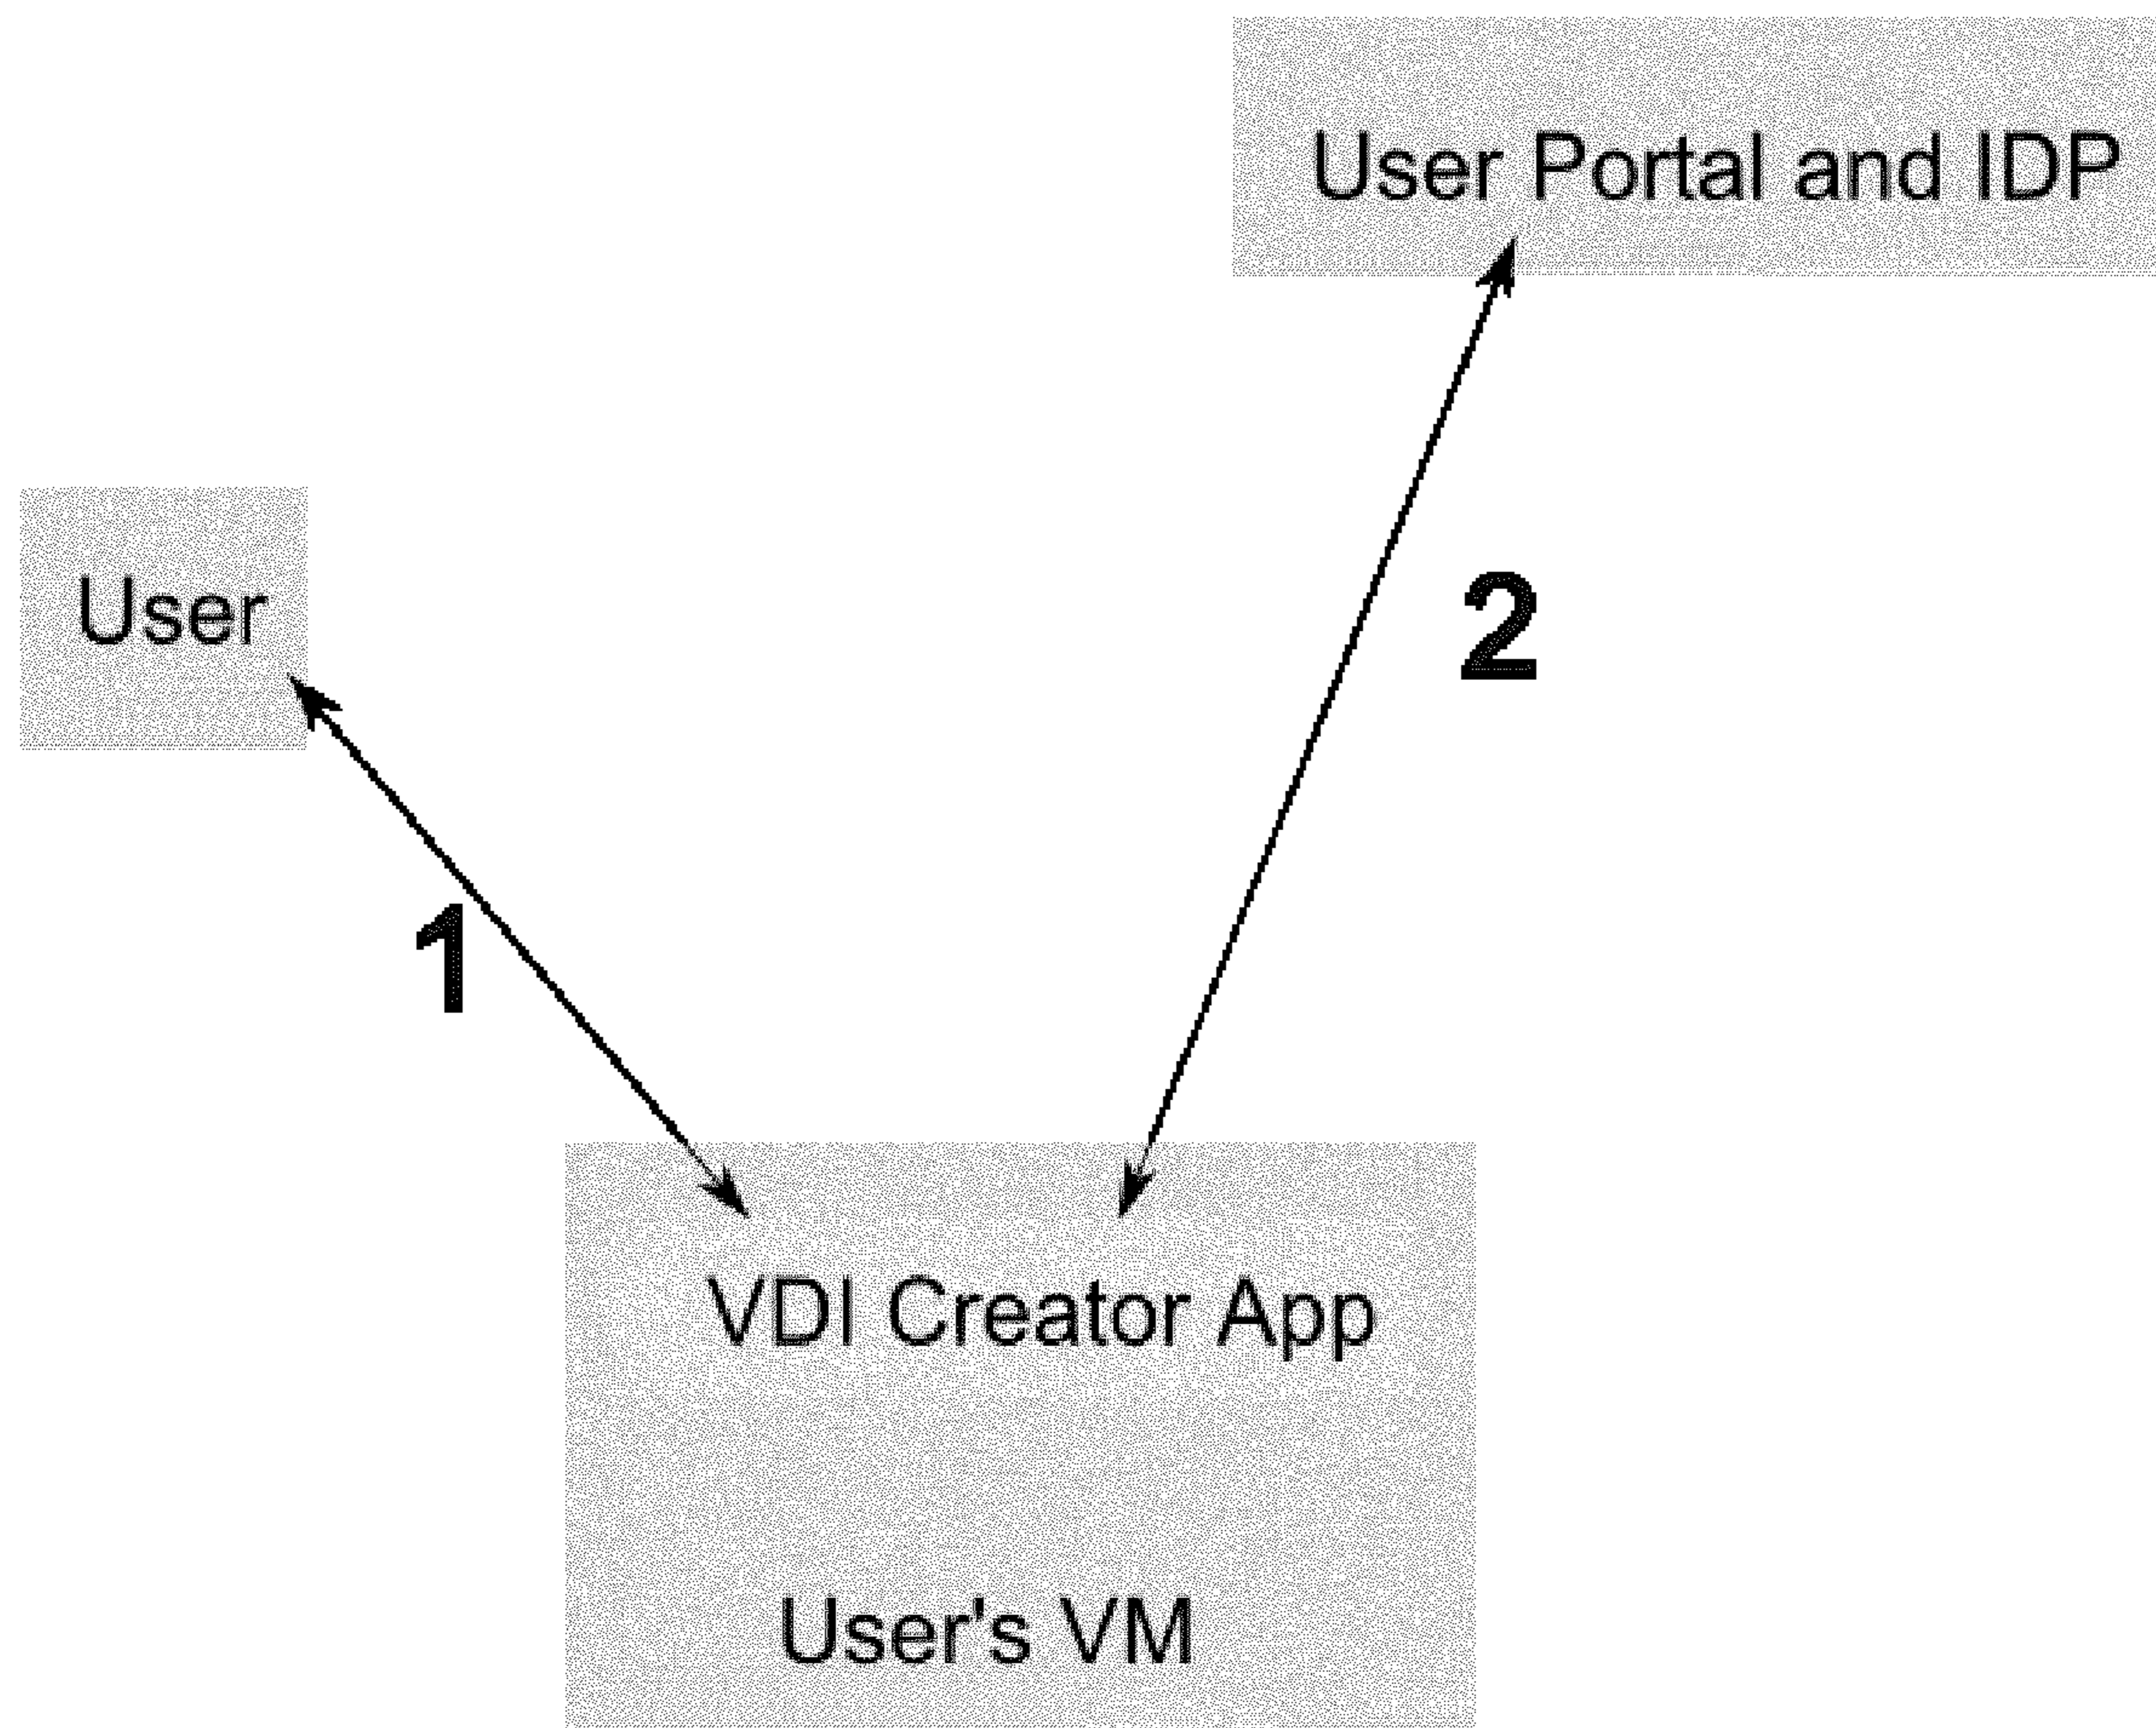 User Portal and IDP
User
2
1
VDI Creator App
User's VM